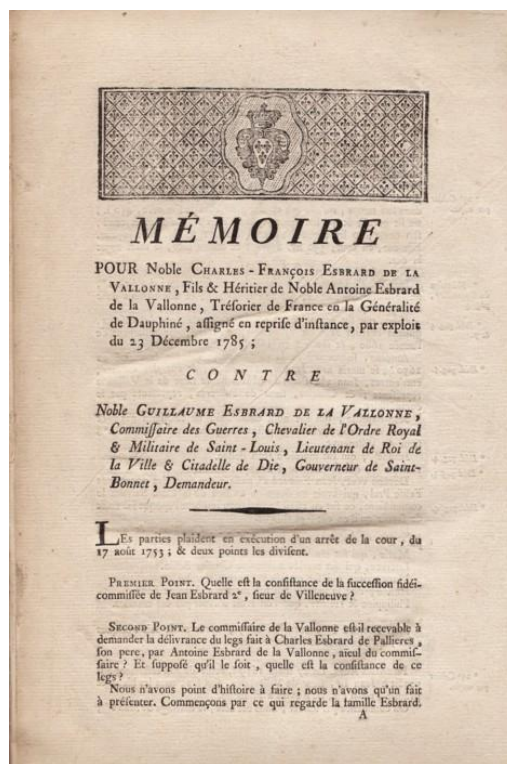 MÉMOIRE
POUR Noble CHARLES-FRANÇOIS ESBRARD DE LA
VALLONNE, Fils & Héritier de Noble Antoine Esbrard
de la Vallonne, Tréſorier de France en la Généralité
de Dauphiné, aſſigné en repriſe d'inſtance, par exploit
du 23 Décembre 1785;
CONTRE
Noble GUILLAUME ESBRARD DE LA VALLONNE,
Commiſſaire des Guerres, Chevalier de l'Ordre Royal
& Militaire de Saint-Louis, Lieutenant de Roi de
la Ville & Citadelle de Die, Gouverneur de Saint-
Bonnet, Demandeur.
LEs parties plaident en exécution d'un arrêt de la cour, du
17 août 1753; & deux points les diviſent.
PREMIER POINT. Quelle eſt la conſiſtance de la ſucceſſion fidéi-
commiſſée de Jean Esbrard 2e, ſieur de Villeneuve?
SECOND POINT. Le commiſſaire de la Vallonne eſt-il recevable à
demander la délivrance du legs fait à Charles Esbrard de Pallieres,
ſon pere, par Antoine Esbrard de la Vallonne, aïeul du commiſ-
ſaire? Et ſuppoſé qu'il le ſoit, quelle eſt la conſiſtance de ce
legs?
Nous n'avons point d'hiſtoire à faire; nous n'avons qu'un fait
à préſenter. Commençons par ce qui regarde la famille Esbrard.
A